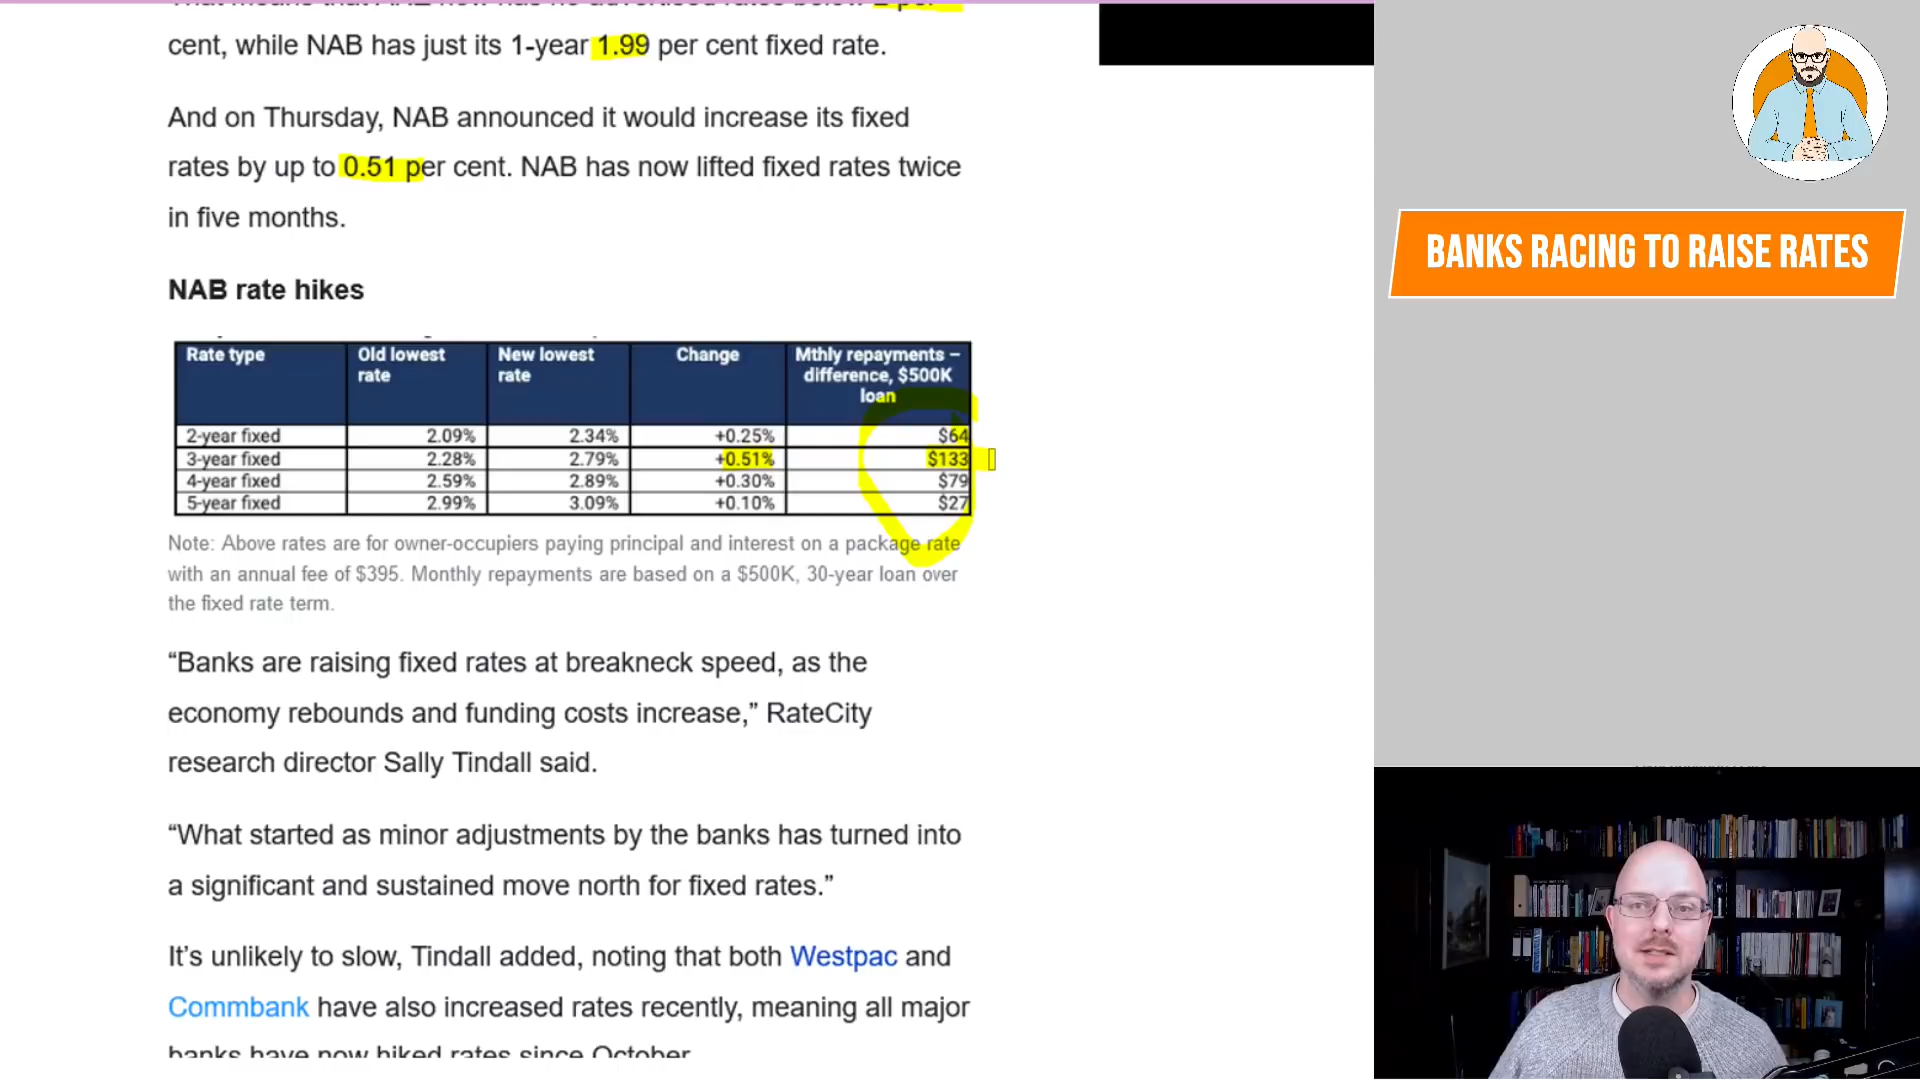 cent, while NAB has just its 1-year 1.99 per cent fixed rate.
And on Thursday, NAB announced it would increase its fixed
rates by up to 0.51 per cent. NAB has now lifted fixed rates twice
in five months.
NAB rate hikes
Rate type Old lowest rate New lowest rate Change Mthly repayments – difference, $500K loan
2-year fixed 2.09% 2.34% +0.25% $64
3-year fixed 2.28% 2.79% +0.51% $133
4-year fixed 2.59% 2.89% +0.30% $79
5-year fixed 2.99% 3.09% +0.10% $27
Note: Above rates are for owner-occupiers paying principal and interest on a package rate
with an annual fee of $395. Monthly repayments are based on a $500K, 30-year loan over
the fixed rate term.
“Banks are raising fixed rates at breakneck speed, as the
economy rebounds and funding costs increase,” RateCity
research director Sally Tindall said.
“What started as minor adjustments by the banks has turned into
a significant and sustained move north for fixed rates.”
It’s unlikely to slow, Tindall added, noting that both Westpac and
Commbank have also increased rates recently, meaning all major
banks have now hiked rates since October.
BANKS RACING TO RAISE RATES